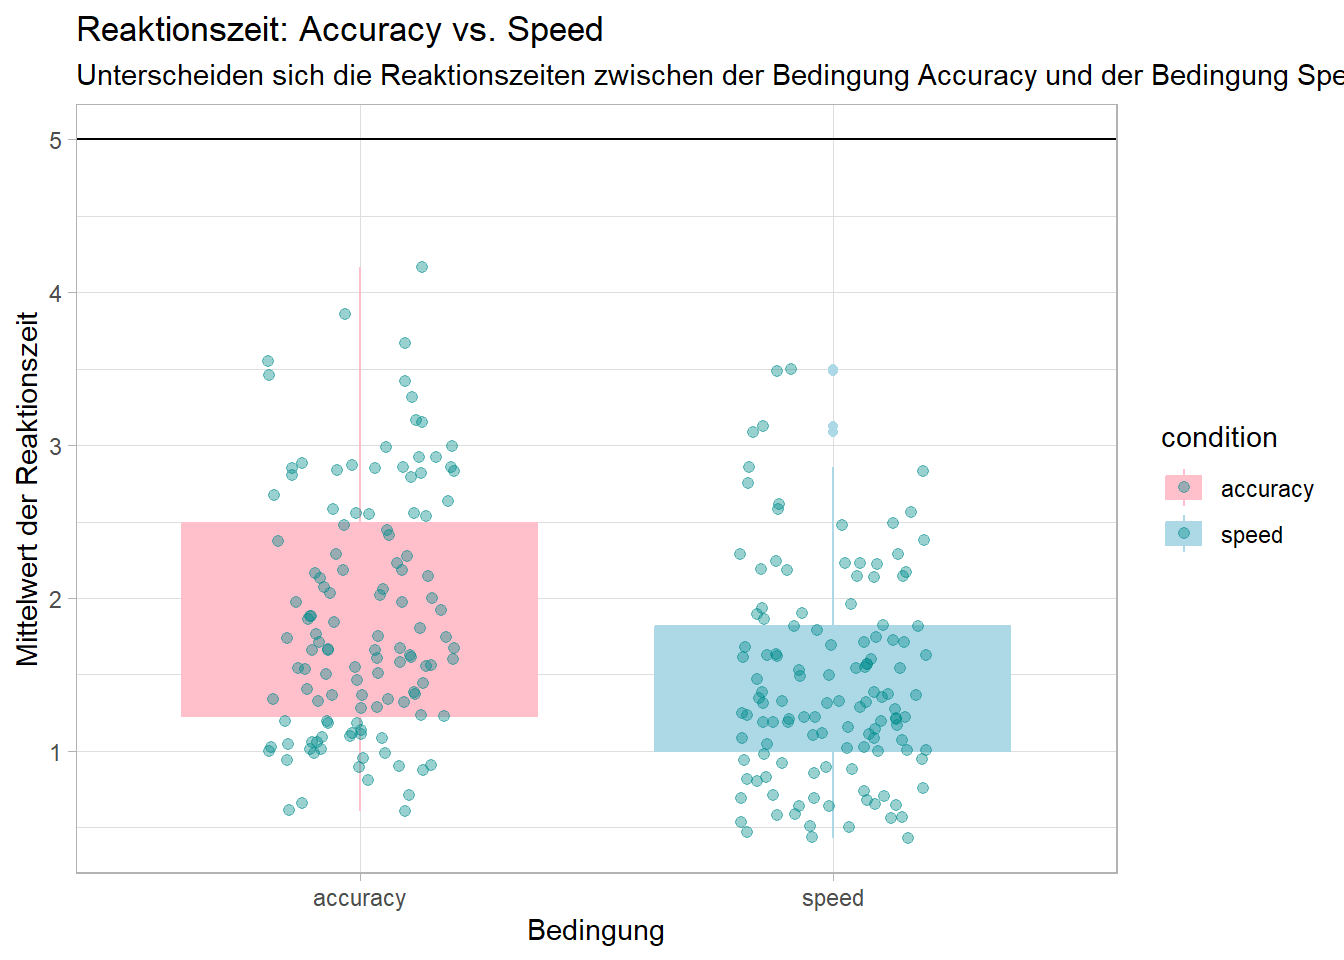 Reaktionszeit: Accuracy vs. Speed
Unterscheiden sich die Reaktionszeiten zwischen der Bedingung Accuracy und der Bedingung Spe
5
4
3
2
1
Mittelwert der Reaktionszeit
accuracy
speed
Bedingung
condition
accuracy
speed